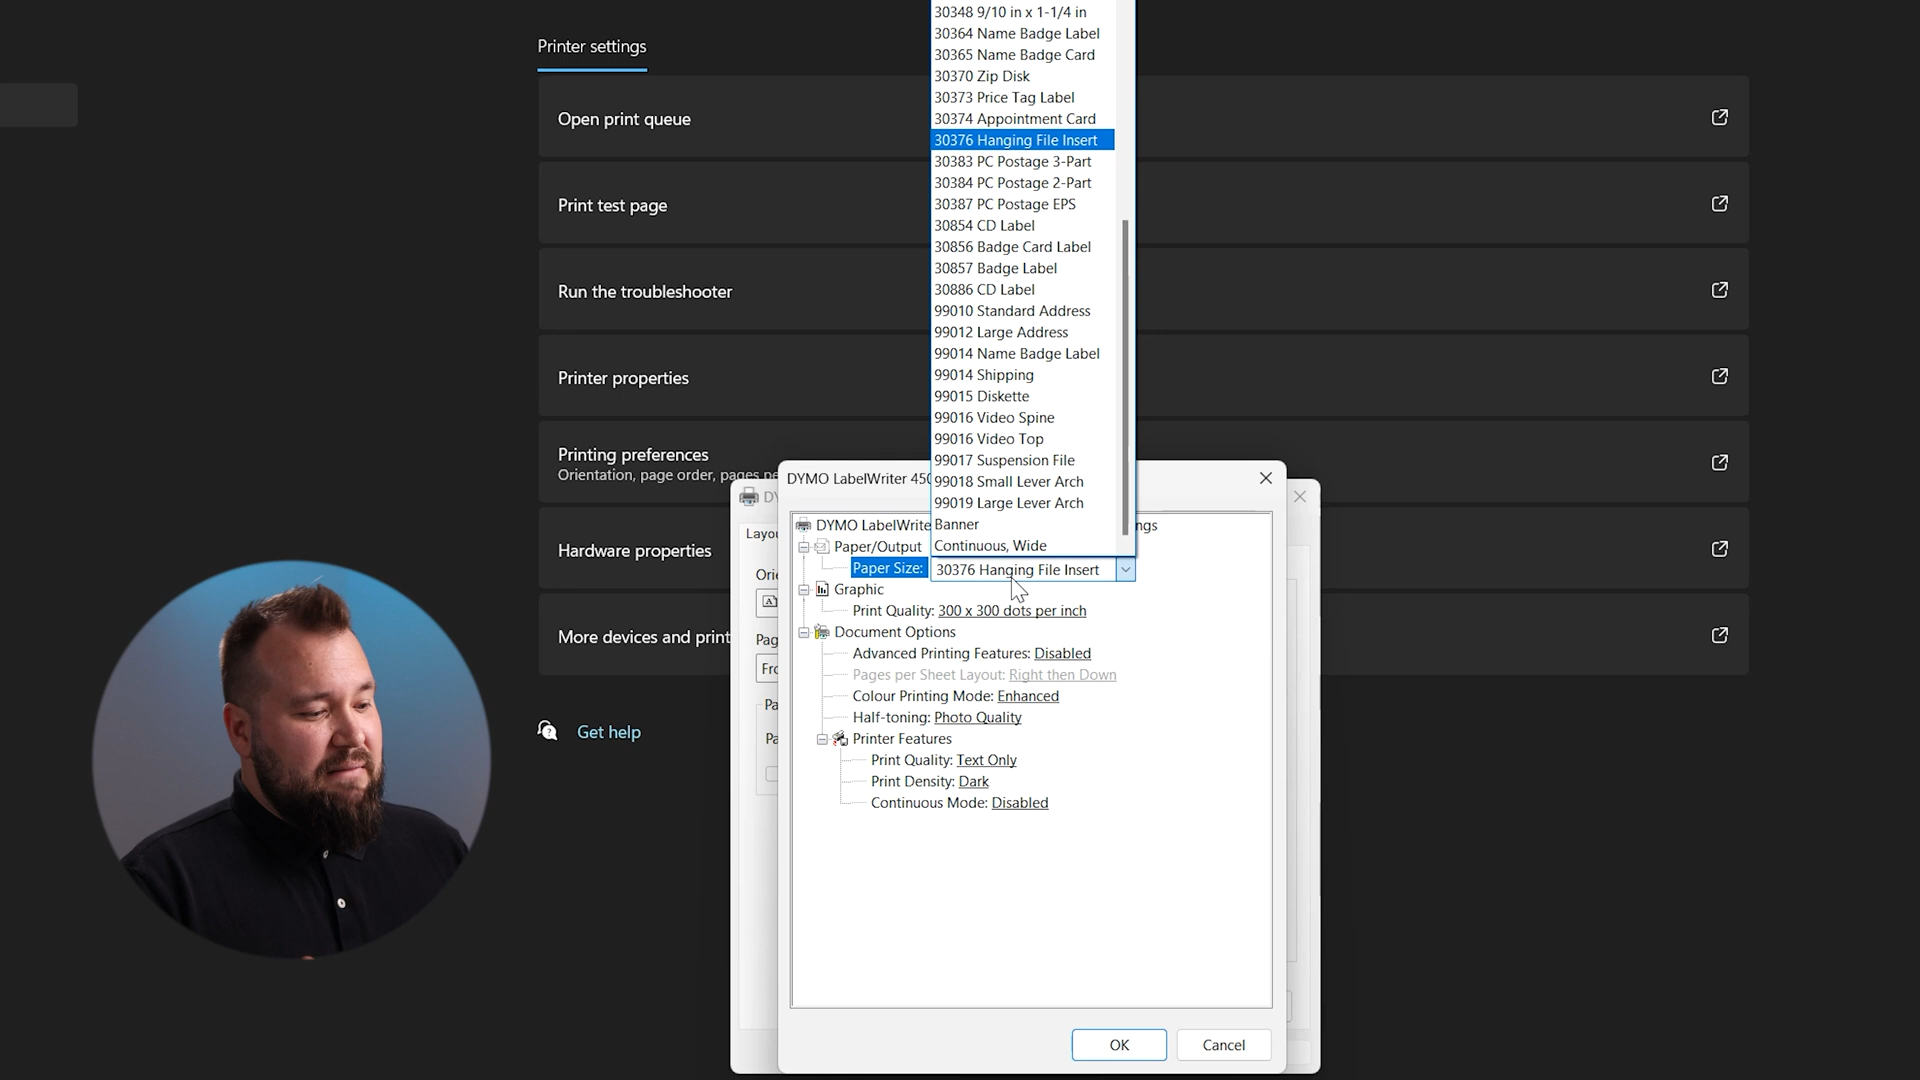 Printer settings
Open print queue
Print test page
Run the troubleshooter
Printer properties
Printing preferences
Orientation, page order, pages
Hardware properties
More devices and print
Get help
30348 9/10 in x 1-1/4 in
30364 Name Badge Label
30365 Name Badge Card
30370 Zip Disk
30373 Price Tag Label
30374 Appointment Card
30376 Hanging File Insert
30383 PC Postage 3-Part
30384 PC Postage 2-Part
30387 PC Postage EPS
30854 CD Label
30856 Badge Card Label
30857 Badge Label
30886 CD Label
99010 Standard Address
99012 Large Address
99014 Name Badge Label
99014 Shipping
99015 Diskette
99016 Video Spine
99016 Video Top
99017 Suspension File
99018 Small Lever Arch
99019 Large Lever Arch
Banner
Continuous, Wide
DY
Layou
Orie
Pag
Fro
Pa
Pa
DYMO LabelWriter 450
DYMO LabelWrite ngs
Paper/Output
Paper Size: 30376 Hanging File Insert
Graphic
Print Quality: 300 x 300 dots per inch
Document Options
Advanced Printing Features: Disabled
Pages per Sheet Layout: Right then Down
Colour Printing Mode: Enhanced
Half-toning: Photo Quality
Printer Features
Print Quality: Text Only
Print Density: Dark
Continuous Mode: Disabled
OK
Cancel